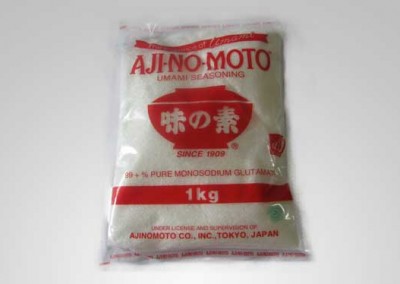 AJI-NO-MOTO®
UMAMI SEASONING
味の素
®
SINCE 1909
99+% PURE MONOSODIUM GLUTAMATE
1kg
UNDER LICENSE AND SUPERVISION OF
AJINOMOTO CO., INC., TOKYO, JAPAN